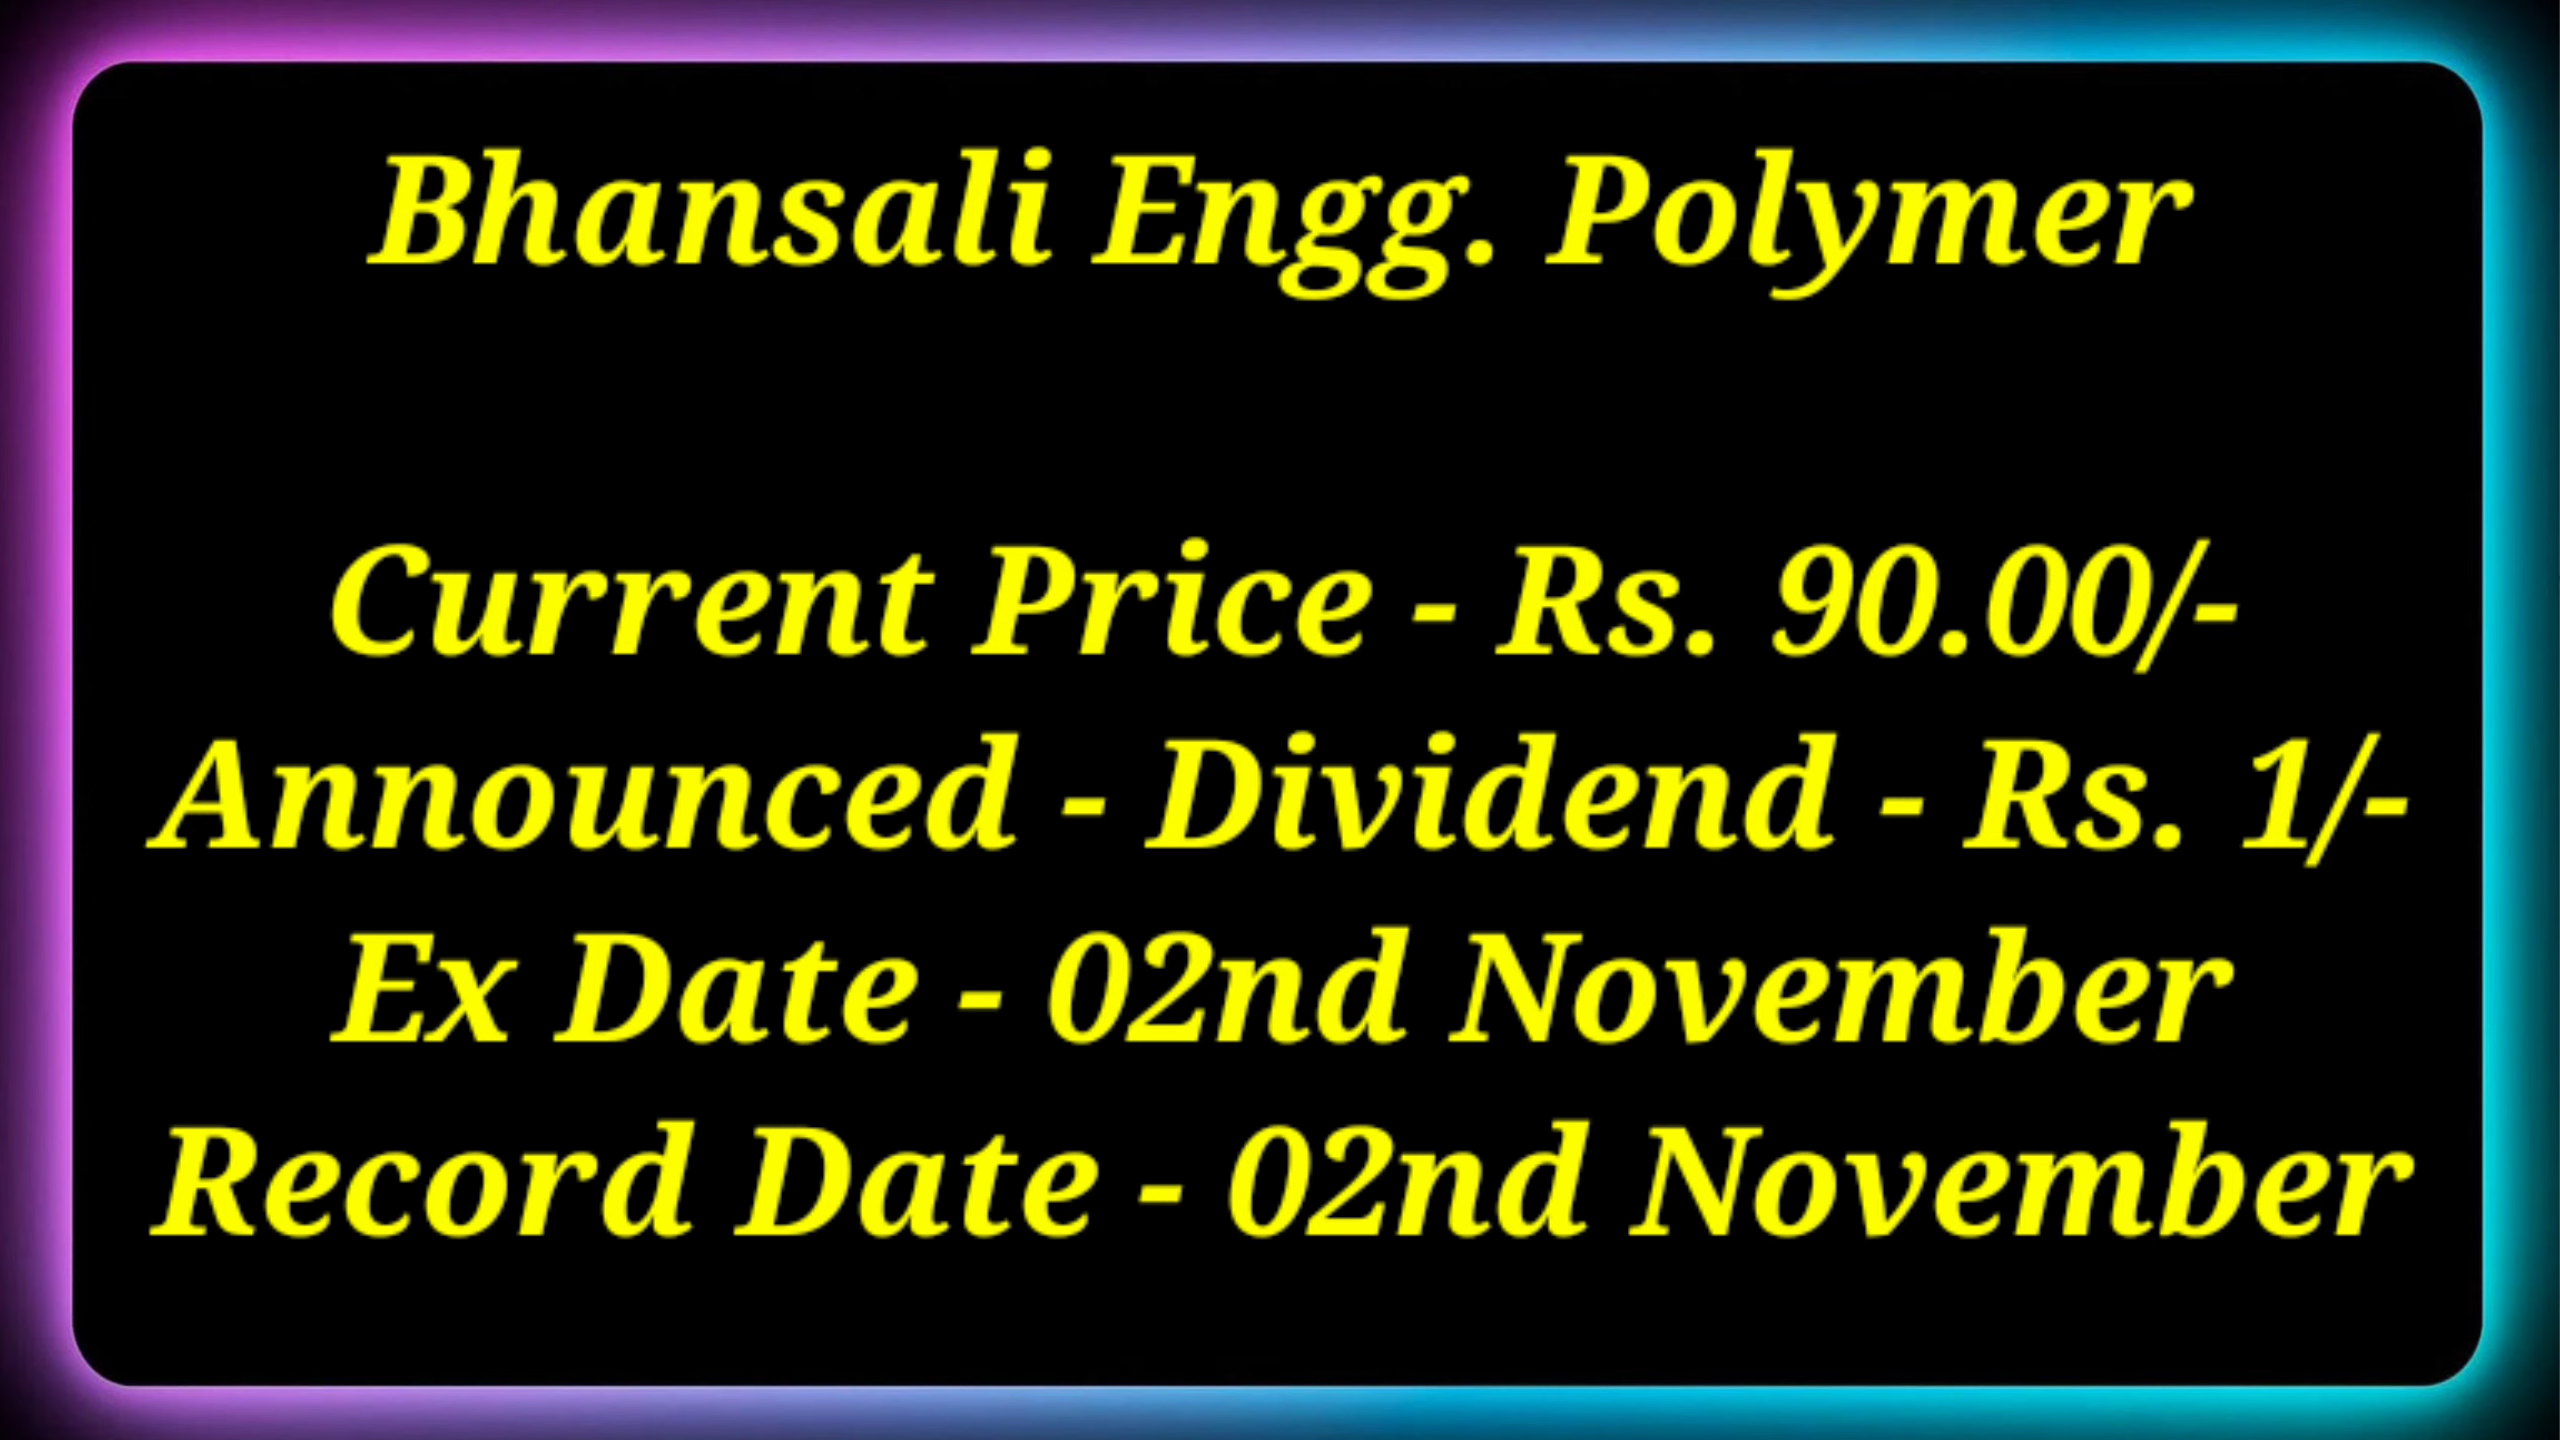 Bhansali Engg. Polymer
Current Price - Rs. 90.00/-
Announced - Dividend - Rs. 1/-
Ex Date - 02nd November
Record Date - 02nd November